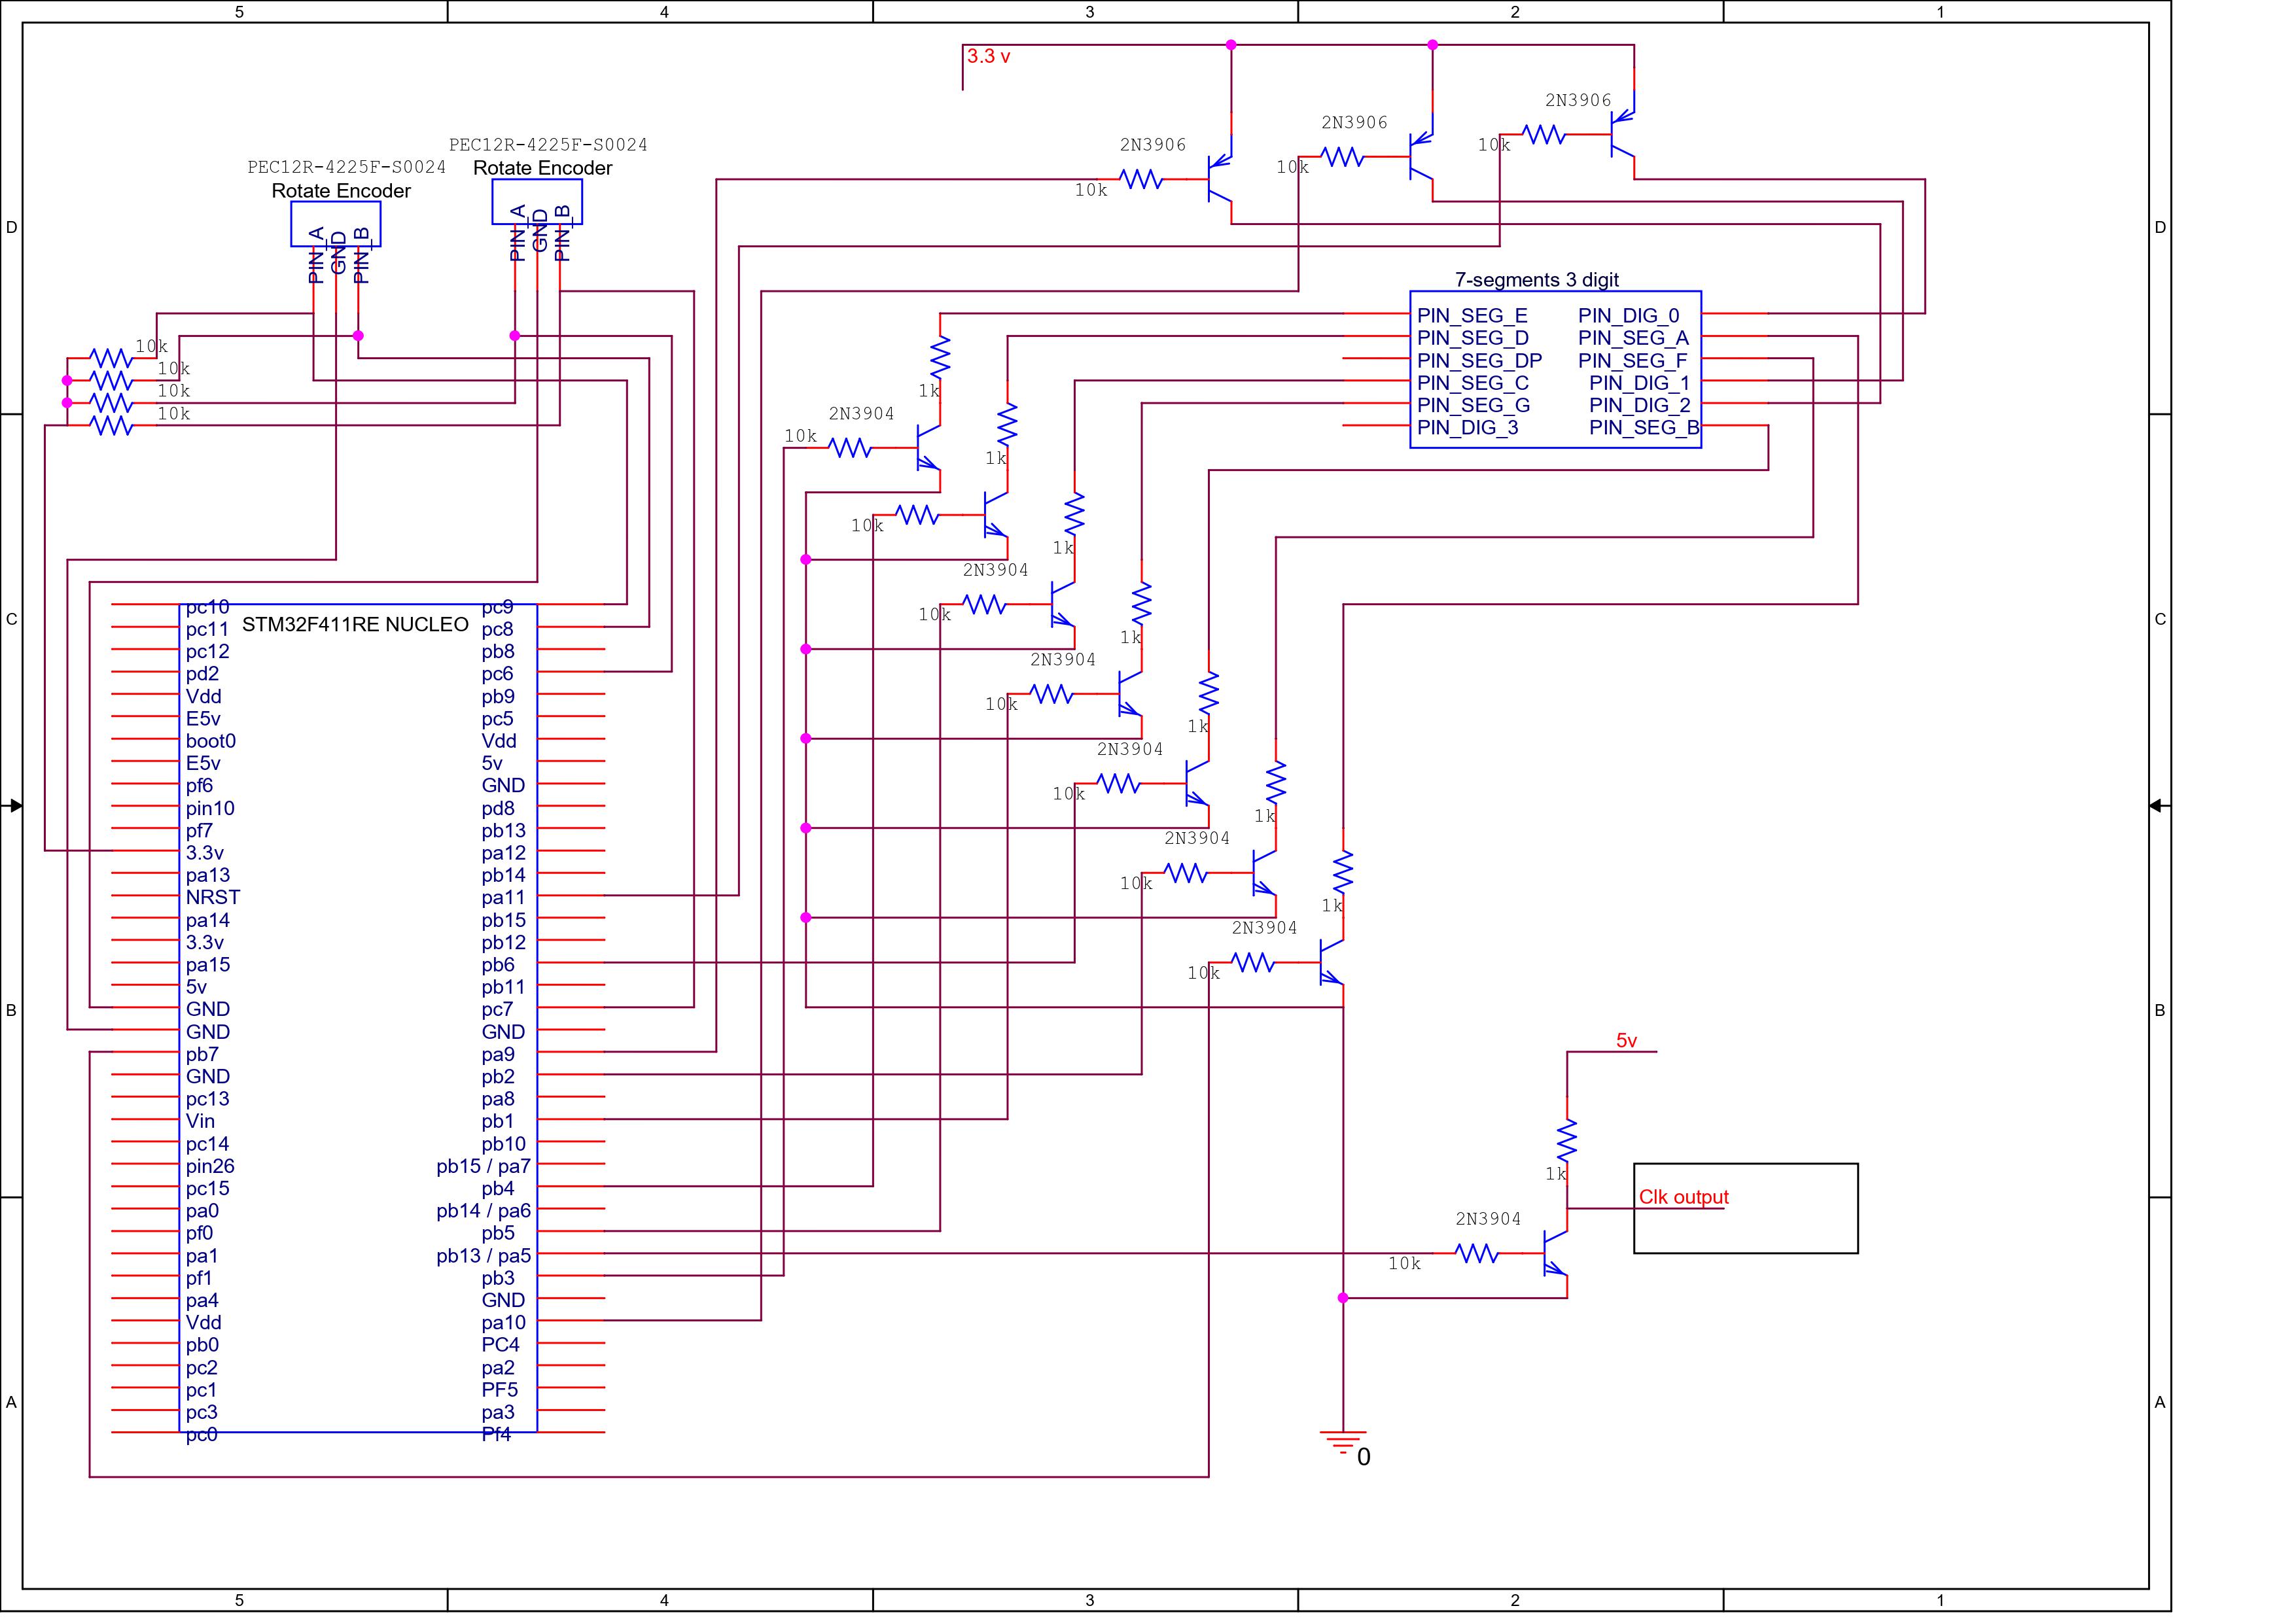 5 4 3 2 1
3.3 v
2N3906
2N3906
2N3906
10k
10k
10k
PEC12R-4225F-S0024
Rotate Encoder
PIN_A
GND
PIN_B
PEC12R-4225F-S0024
Rotate Encoder
PIN_A
GND
PIN_B
D D
10k
10k
10k
10k
7-segments 3 digit
PIN_SEG_E PIN_DIG_0
PIN_SEG_D PIN_SEG_A
PIN_SEG_DP PIN_SEG_F
PIN_SEG_C PIN_DIG_1
PIN_SEG_G PIN_DIG_2
PIN_DIG_3 PIN_SEG_B
1k
2N3904
10k
1k
10k
1k
2N3904
10k
1k
2N3904
10k
1k
2N3904
10k
1k
2N3904
10k
1k
2N3904
10k
C C
STM32F411RE NUCLEO
pc10 pc9
pc11 pc8
pc12 pb8
pd2 pc6
Vdd pb9
E5v pc5
boot0 Vdd
E5v 5v
pf6 GND
pin10 pd8
pf7 pb13
3.3v pa12
pa13 pb14
NRST pa11
pa14 pb15
3.3v pb12
pa15 pb6
5v pb11
GND pc7
GND GND
pb7 pa9
GND pb2
pc13 pa8
Vin pb1
pc14 pb10
pin26 pb15 / pa7
pc15 pb4
pa0 pb14 / pa6
pf0 pb5
pa1 pb13 / pa5
pf1 pb3
pa4 GND
Vdd pa10
pb0 PC4
pc2 pa2
pc1 PF5
pc3 pa3
pc0 Pf4
B B
5v
1k
Clk output
2N3904
10k
A A
0
5 4 3 2 1